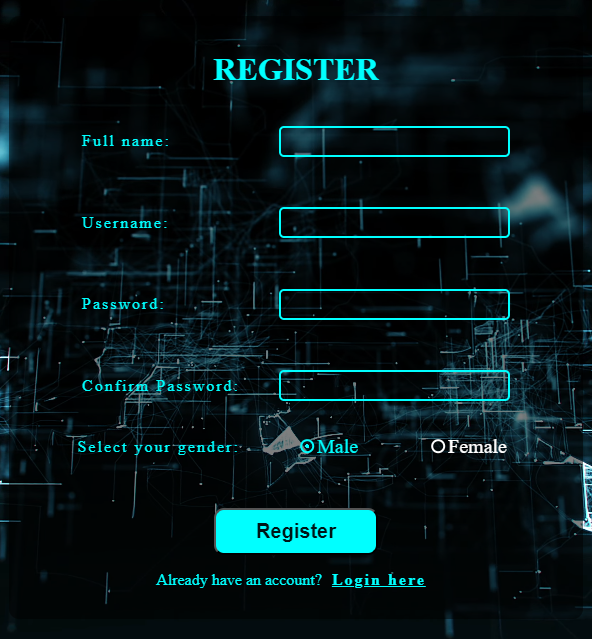 REGISTER
Full name:
Username:
Password:
Confirm Password:
Select your gender: Male Female
Register
Already have an account? Login here